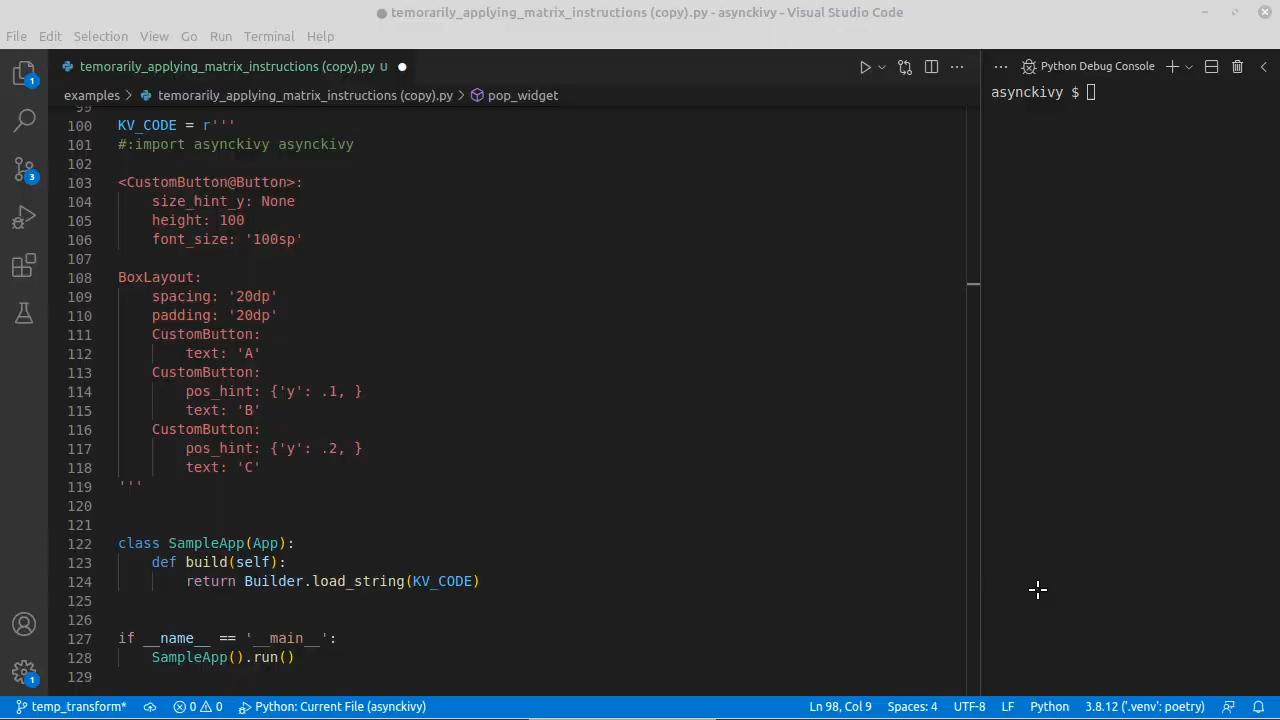 temorarily_applying_matrix_instructions (copy).py - asynckivy - Visual Studio Code
File Edit Selection View Go Run Terminal Help
temorarily_applying_matrix_instructions (copy).py U
Python Debug Console
examples > temorarily_applying_matrix_instructions (copy).py > pop_widget
asynckivy $
99
100 KV_CODE = r'''
101 #:import asynckivy asynckivy
102
103 <CustomButton@Button>:
104 size_hint_y: None
105 height: 100
106 font_size: '100sp'
107
108 BoxLayout:
109 spacing: '20dp'
110 padding: '20dp'
111 CustomButton:
112 text: 'A'
113 CustomButton:
114 pos_hint: {'y': .1, }
115 text: 'B'
116 CustomButton:
117 pos_hint: {'y': .2, }
118 text: 'C'
119 '''
120
121
122 class SampleApp(App):
123 def build(self):
124 return Builder.load_string(KV_CODE)
125
126
127 if __name__ == '__main__':
128 SampleApp().run()
129
1
3
1
temp_transform* 0 0 Python: Current File (asynckivy) Ln 98, Col 9 Spaces: 4 UTF-8 LF Python 3.8.12 ('.venv': poetry)